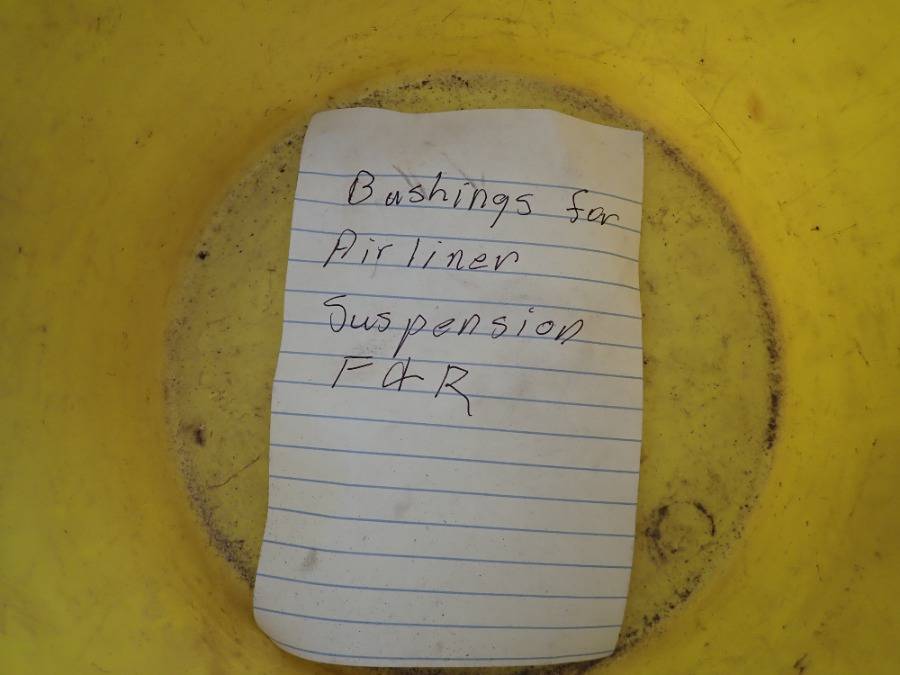 Bushings for
Airliner
Suspension
F & R